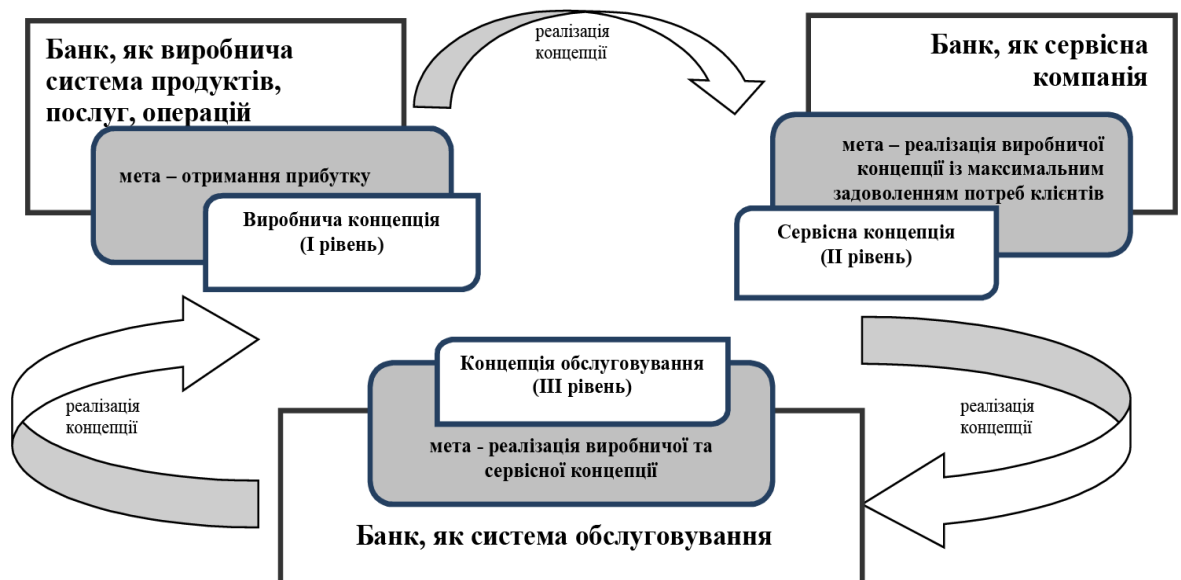 Банк, як виробнича
система продуктів,
послуг, операцій
мета – отримання прибутку
Виробнича концепція
(І рівень)
реалізація
концепції
Банк, як сервісна
компанія
мета – реалізація виробничої
концепції із максимальним
задоволенням потреб клієнтів
Сервісна концепція
(ІІ рівень)
реалізація
концепції
Концепція обслуговування
(ІІІ рівень)
мета - реалізація виробничої та
сервісної концепції
Банк, як система обслуговування
реалізація
концепції